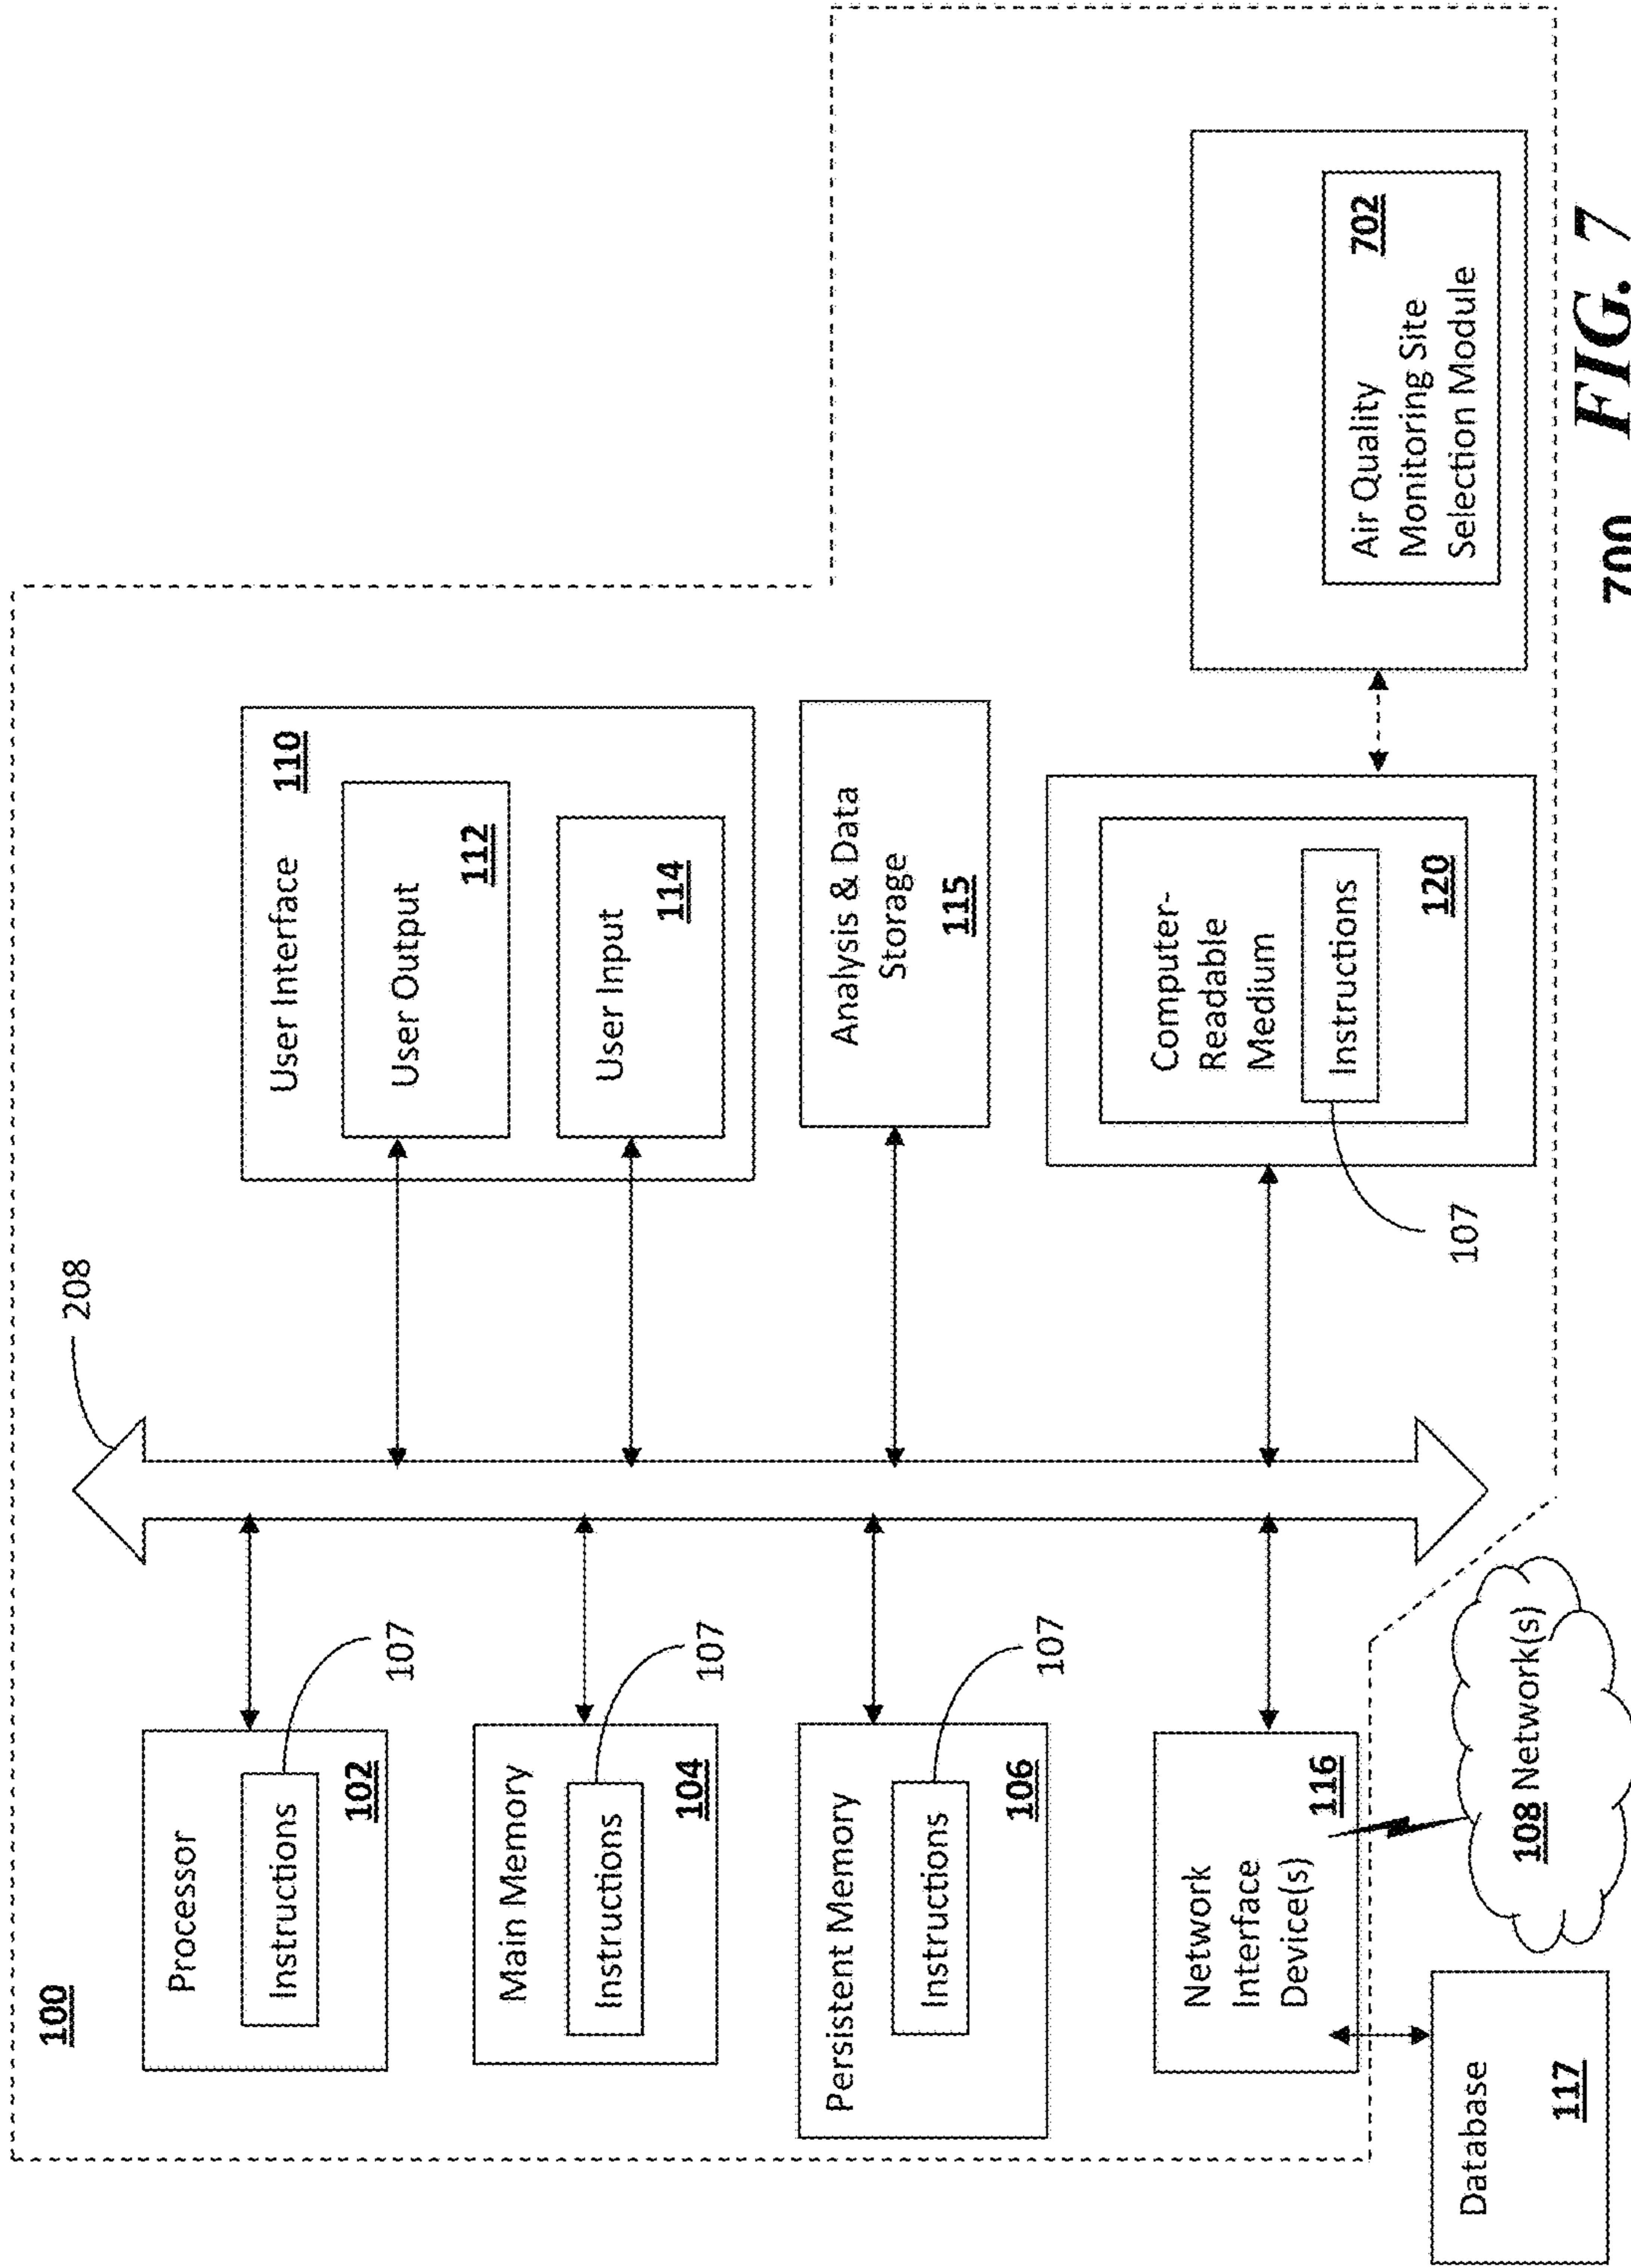 100
208
Processor
Instructions
102
107
Main Memory
Instructions
104
107
Persistent Memory
Instructions
106
107
Network
Interface
Device(s)
116
User Interface
110
User Output
112
User Input
114
Analysis & Data
Storage
115
Computer-
Readable
Medium
Instructions
120
107
Air Quality
702
Monitoring Site
Selection Module
Database
117
108 Network(s)
700
FIG. 7